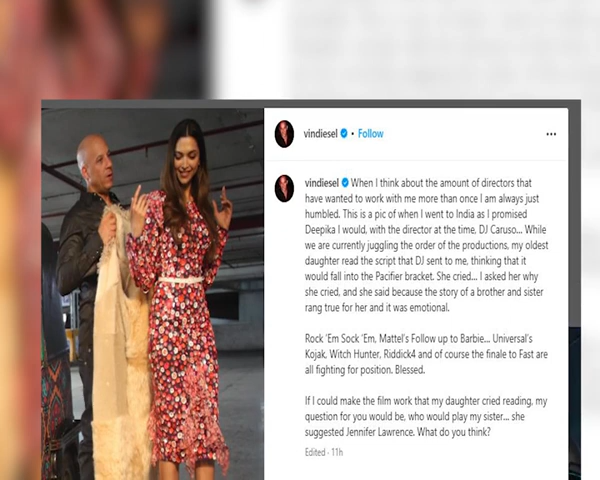 vindiesel • Follow
vindiesel When I think about the amount of directors that
have wanted to work with me more than once I am always just
humbled. This is a pic of when I went to India as I promised
Deepika I would, with the director at the time, DJ Caruso... While
we are currently juggling the order of the productions, my oldest
daughter read the script that DJ sent to me, thinking that it
would fall into the Pacifier bracket. She cried... I asked her why
she cried, and she said because the story of a brother and sister
rang true for her and it was emotional.
Rock 'Em Sock 'Em, Mattel's Follow up to Barbie... Universal's
Kojak, Witch Hunter, Riddick4 and of course the finale to Fast are
all fighting for position. Blessed.
If I could make the film work that my daughter cried reading, my
question for you would be, who would play my sister... she
suggested Jennifer Lawrence. What do you think?
Edited · 11h